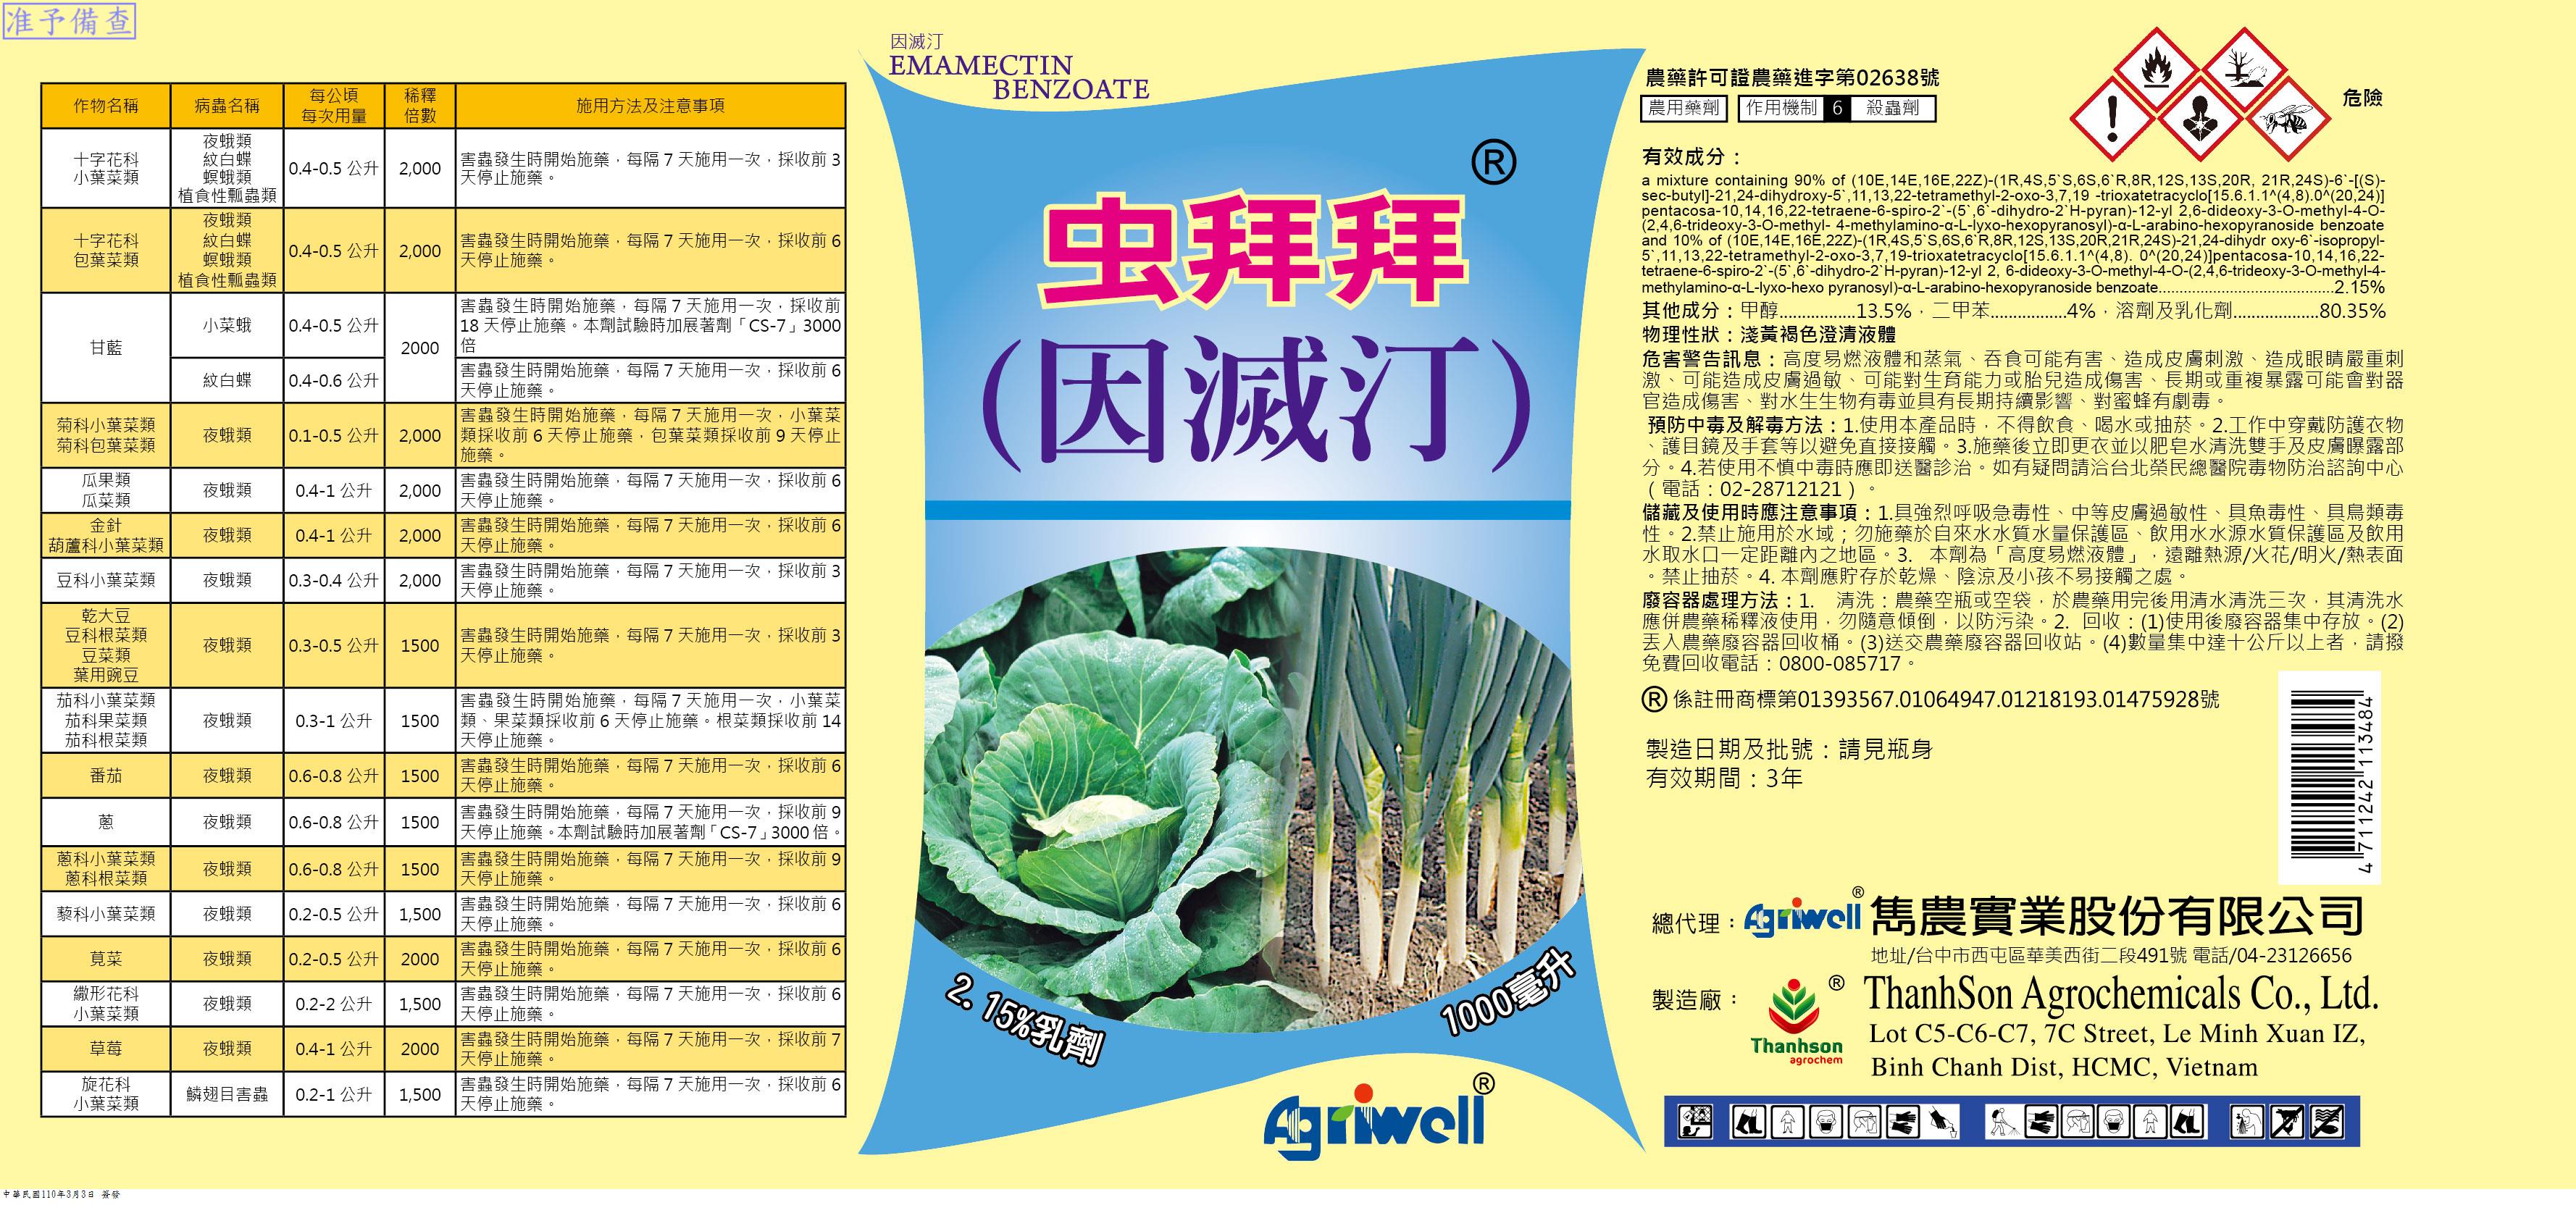 准予備查
作物名稱 病蟲名稱 每公頃每次用量 稀釋倍數 施用方法及注意事項
十字花科
小葉菜類
夜蛾類
紋白蝶
螟蛾類
植食性瓢蟲類
0.4-0.5 公升 2,000
害蟲發生時開始施藥，每隔 7 天施用一次，採收前 3
天停止施藥。
十字花科
包葉菜類
夜蛾類
紋白蝶
螟蛾類
植食性瓢蟲類
0.4-0.5 公升 2,000
害蟲發生時開始施藥，每隔 7 天施用一次，採收前 6
天停止施藥。
甘藍
小菜蛾
0.4-0.5 公升
2000
害蟲發生時開始施藥，每隔 7 天施用一次，採收前
18 天停止施藥。本劑試驗時加展著劑「CS-7」3000
倍
紋白蝶
0.4-0.6 公升
害蟲發生時開始施藥，每隔 7 天施用一次，採收前 6
天停止施藥。
菊科小葉菜類
菊科包葉菜類
夜蛾類 0.1-0.5 公升 2,000
害蟲發生時開始施藥，每隔 7 天施用一次，小葉菜
類採收前 6 天停止施藥，包葉菜類採收前 9 天停止
施藥。
瓜果類
瓜菜類
夜蛾類 0.4-1 公升 2,000
害蟲發生時開始施藥，每隔 7 天施用一次，採收前 6
天停止施藥。
金針
葫蘆科小葉菜類
夜蛾類 0.4-1 公升 2,000
害蟲發生時開始施藥，每隔 7 天施用一次，採收前 6
天停止施藥。
豆科小葉菜類
夜蛾類 0.3-0.4 公升 2,000
害蟲發生時開始施藥，每隔 7 天施用一次，採收前 3
天停止施藥。
乾大豆
豆科根菜類
豆菜類
葉用豌豆
夜蛾類 0.3-0.5 公升 1500
害蟲發生時開始施藥，每隔 7 天施用一次，採收前 3
天停止施藥。
茄科小葉菜類
茄科果菜類
茄科根菜類
夜蛾類 0.3-1 公升 1500
害蟲發生時開始施藥，每隔 7 天施用一次，小葉菜
類、果菜類採收前 6 天停止施藥。根菜類採收前 14
天停止施藥。
番茄
夜蛾類 0.6-0.8 公升 1500
害蟲發生時開始施藥，每隔 7 天施用一次，採收前 6
天停止施藥。
蔥
夜蛾類 0.6-0.8 公升 1500
害蟲發生時開始施藥，每隔 7 天施用一次，採收前 9
天停止施藥。本劑試驗時加展著劑「CS-7」3000 倍。
蔥科小葉菜類
蔥科根菜類
夜蛾類 0.6-0.8 公升 1500
害蟲發生時開始施藥，每隔 7 天施用一次，採收前 9
天停止施藥。
藜科小葉菜類
夜蛾類 0.2-0.5 公升 1,500
害蟲發生時開始施藥，每隔 7 天施用一次，採收前 6
天停止施藥。
莧菜
夜蛾類 0.2-0.5 公升 2000
害蟲發生時開始施藥，每隔 7 天施用一次，採收前 6
天停止施藥。
繖形花科
小葉菜類
夜蛾類 0.2-2 公升 1,500
害蟲發生時開始施藥，每隔 7 天施用一次，採收前 6
天停止施藥。
草莓
夜蛾類 0.4-1 公升 2000
害蟲發生時開始施藥，每隔 7 天施用一次，採收前 7
天停止施藥。
旋花科
小葉菜類
鱗翅目害蟲 0.2-1 公升 1,500
害蟲發生時開始施藥，每隔 7 天施用一次，採收前 6
天停止施藥。
中華民國110年3月3日 簽發
因滅汀
EMAMECTIN
BENZOATE
®
虫拜拜
(因滅汀)
2.15%乳劑
1000毫升
Agriwell®
農藥許可證農藥進字第02638號
農用藥劑 作用機制 6 殺蟲劑
危險
有效成分：
a mixture containing 90% of (10E,14E,16E,22Z)-(1R,4S,5`S,6S,6`R,8R,12S,13S,20R, 21R,24S)-6`-[(S)-
sec-butyl]-21,24-dihydroxy-5`,11,13,22-tetramethyl-2-oxo-3,7,19 -trioxatetracyclo[15.6.1.1^(4,8).0^(20,24)]
pentacosa-10,14,16,22-tetraene-6-spiro-2`-(5`,6`-dihydro-2`H-pyran)-12-yl 2,6-dideoxy-3-O-methyl-4-O-
(2,4,6-trideoxy-3-O-methyl- 4-methylamino-α-L-lyxo-hexopyranosyl)-α-L-arabino-hexopyranoside benzoate
and 10% of (10E,14E,16E,22Z)-(1R,4S,5`S,6S,6`R,8R,12S,13S,20R,21R,24S)-21,24-dihydr oxy-6`-isopropyl-
5`,11,13,22-tetramethyl-2-oxo-3,7,19-trioxatetracyclo[15.6.1.1^(4,8). 0^(20,24)]pentacosa-10,14,16,22-
tetraene-6-spiro-2`-(5`,6`-dihydro-2`H-pyran)-12-yl 2, 6-dideoxy-3-O-methyl-4-O-(2,4,6-trideoxy-3-O-methyl-4-
methylamino-α-L-lyxo-hexo pyranosyl)-α-L-arabino-hexopyranoside benzoate.........................................2.15%
其他成分：甲醇.................13.5%，二甲苯.................4%，溶劑及乳化劑...................80.35%
物理性狀：淺黃褐色澄清液體
危害警告訊息：高度易燃液體和蒸氣、吞食可能有害、造成皮膚刺激、造成眼睛嚴重刺
激、可能造成皮膚過敏、可能對生育能力或胎兒造成傷害、長期或重複暴露可能會對器
官造成傷害、對水生生物有毒並具有長期持續影響、對蜜蜂有劇毒。
預防中毒及解毒方法：1.使用本產品時，不得飲食、喝水或抽菸。2.工作中穿戴防護衣物
、護目鏡及手套等以避免直接接觸。3.施藥後立即更衣並以肥皂水清洗雙手及皮膚曝露部
分。4.若使用不慎中毒時應即送醫診治。如有疑問請洽台北榮民總醫院毒物防治諮詢中心
（電話：02-28712121）。
儲藏及使用時應注意事項：1.具強烈呼吸急毒性、中等皮膚過敏性、具魚毒性、具鳥類毒
性。2.禁止施用於水域；勿施藥於自來水水質水量保護區、飲用水水源水質保護區及飲用
水取水口一定距離內之地區。3. 本劑為「高度易燃液體」，遠離熱源/火花/明火/熱表面
。禁止抽菸。4. 本劑應貯存於乾燥、陰涼及小孩不易接觸之處。
廢容器處理方法：1. 清洗：農藥空瓶或空袋，於農藥用完後用清水清洗三次，其清洗水
應併農藥稀釋液使用，勿隨意傾倒，以防污染。2. 回收：(1)使用後廢容器集中存放。(2)
丟入農藥廢容器回收桶。(3)送交農藥廢容器回收站。(4)數量集中達十公斤以上者，請撥
免費回收電話：0800-085717。
® 係註冊商標第01393567.01064947.01218193.01475928號
製造日期及批號：請見瓶身
有效期間：3年
4711242113484
總代理：Agriwell® 雋農實業股份有限公司
地址/台中市西屯區華美西街二段491號 電話/04-23126656
製造廠：
®
Thanhson
agrochem
ThanhSon Agrochemicals Co., Ltd.
Lot C5-C6-C7, 7C Street, Le Minh Xuan IZ,
Binh Chanh Dist, HCMC, Vietnam